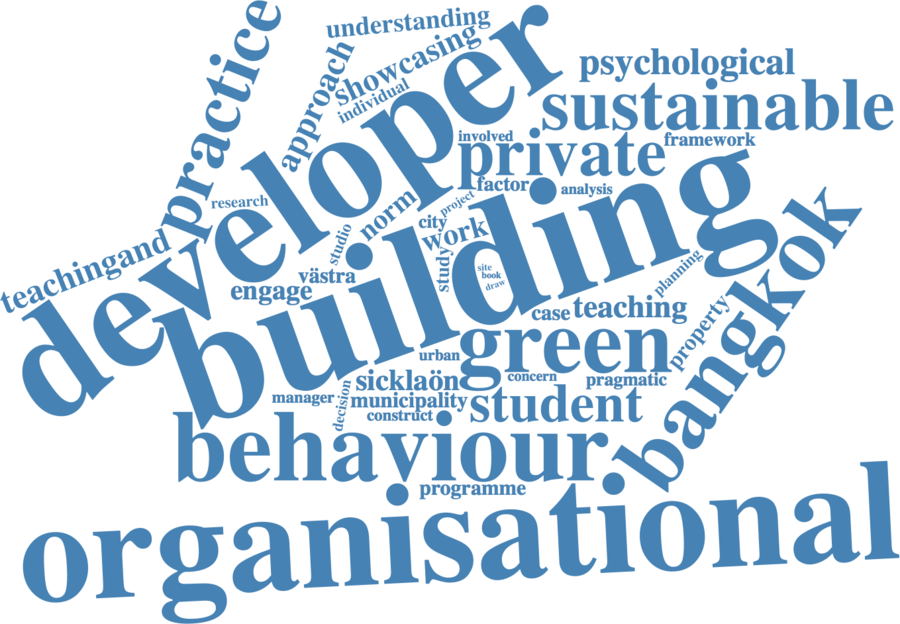 understanding
practice
approach
showcasing
individual
developer
psychological
sustainable
involved
private
framework
factor
analysis
research
norm
project
city
work
studio
study
teachingand
västra
engage
building
site
book
draw
planning
bangkok
case
teaching
property
green
urban
concern
pragmatic
sicklaön
manager
decision
municipality
construct
student
behaviour
programme
organisational